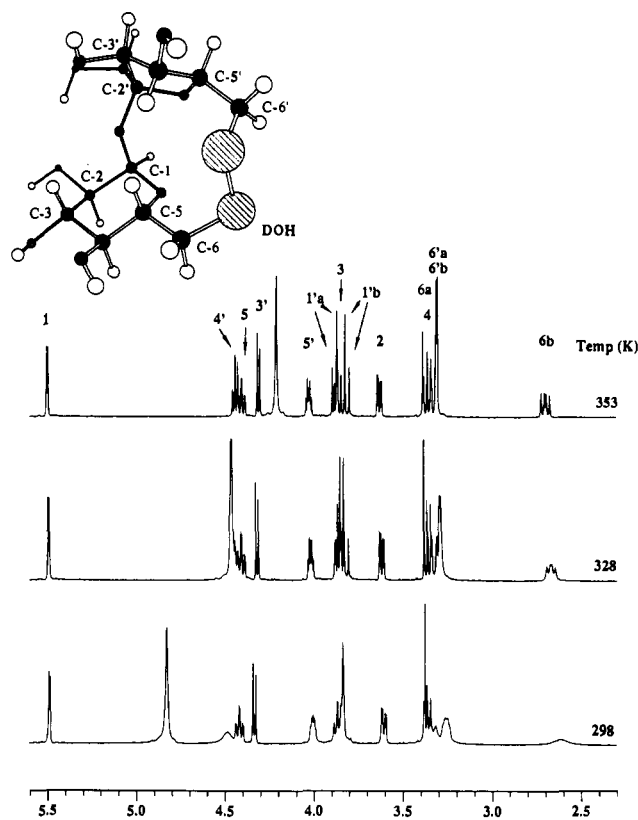 C-3'
C-2'
C-5'
C-6'
C-2
C-1
C-3
C-5
C-6
DOH
6'a
6'b
3
6a
1 4' 5 3' 1'a 1'b 4
5' 2 6b Temp (K)
353
328
298
5.5 5.0 4.5 4.0 3.5 3.0 2.5